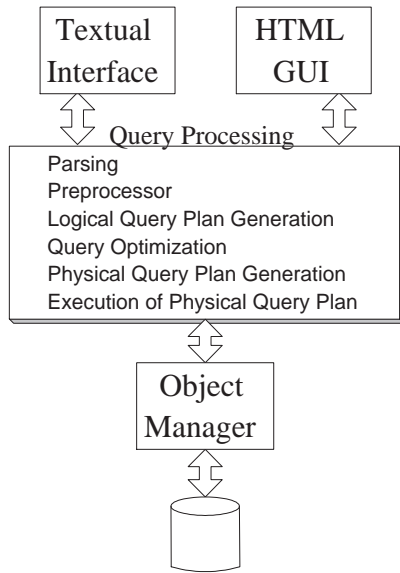 Textual
Interface
HTML
GUI
Query Processing
Parsing
Preprocessor
Logical Query Plan Generation
Query Optimization
Physical Query Plan Generation
Execution of Physical Query Plan
Object
Manager